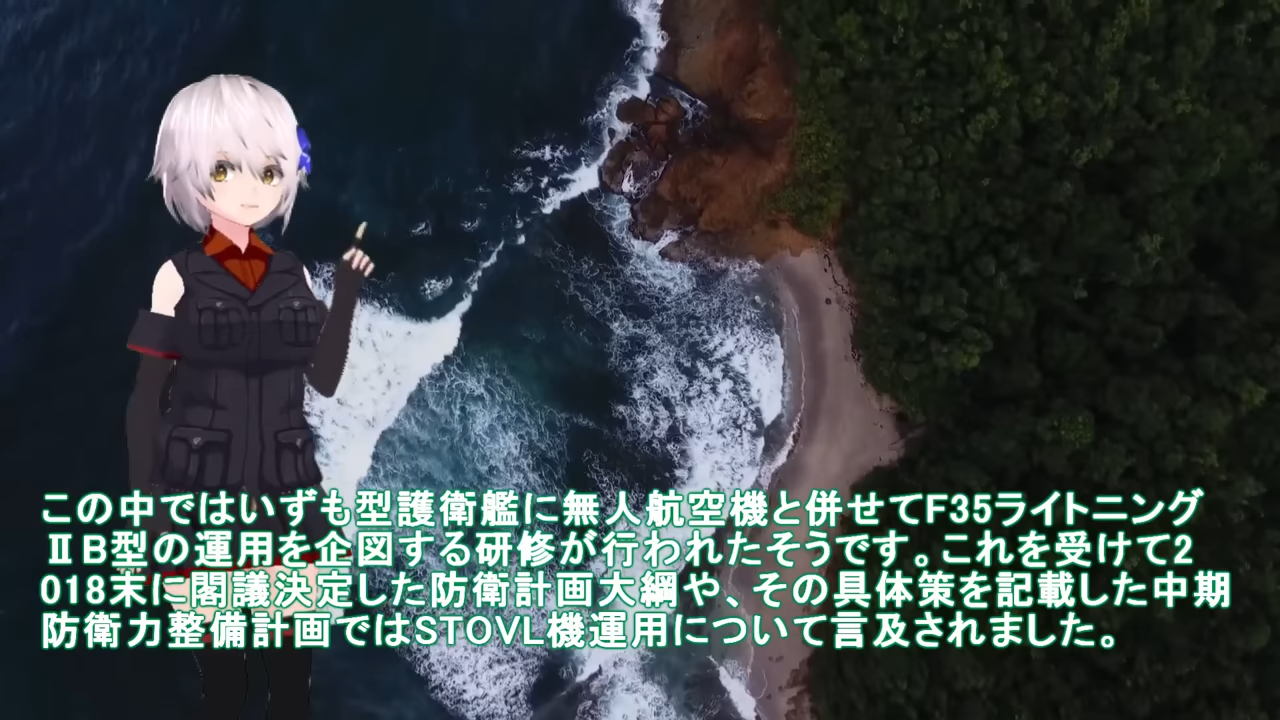 この中ではいずも型護衛艦に無人航空機と併せてF35ライトニング
ⅡB型の運用を企図する研修が行われたそうです。これを受けて2
018末に閣議決定した防衛計画大綱や、その具体策を記載した中期
防衛力整備計画ではSTOVL機運用について言及されました。